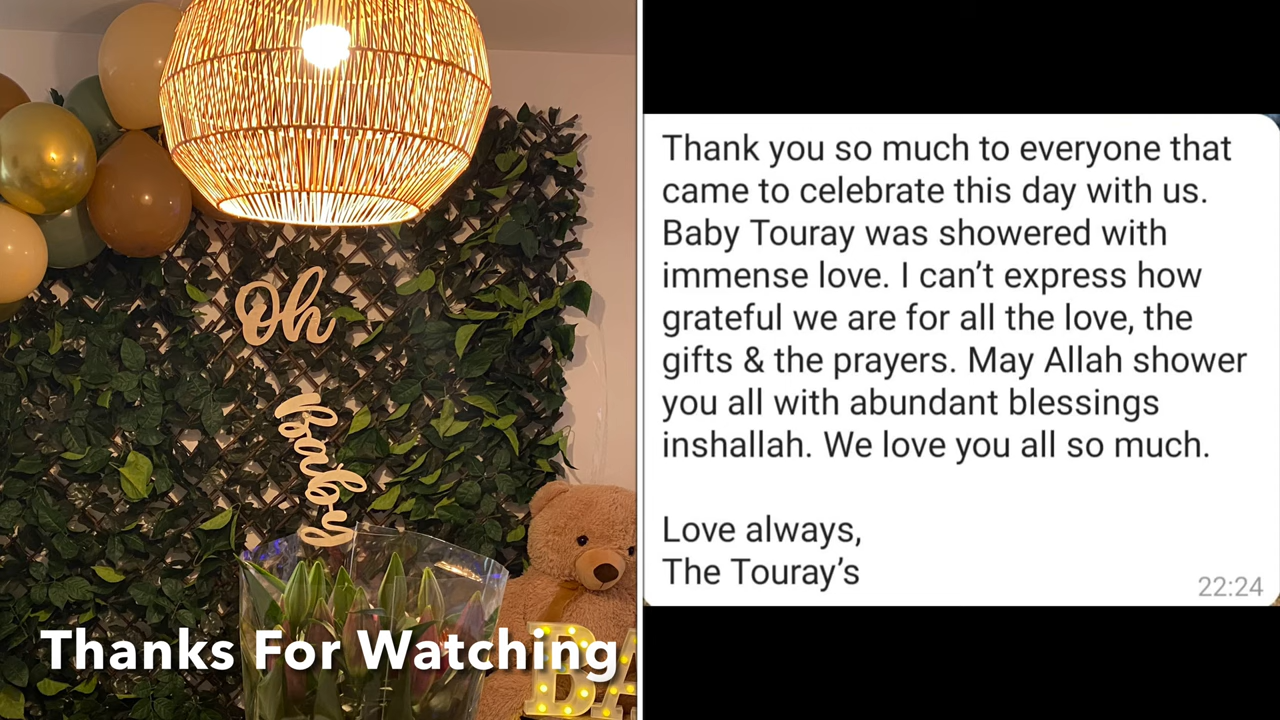 Oh
baby
BA
Thanks For Watching
Thank you so much to everyone that
came to celebrate this day with us.
Baby Touray was showered with
immense love. I can’t express how
grateful we are for all the love, the
gifts & the prayers. May Allah shower
you all with abundant blessings
inshallah. We love you all so much.
Love always,
The Touray’s
22:24